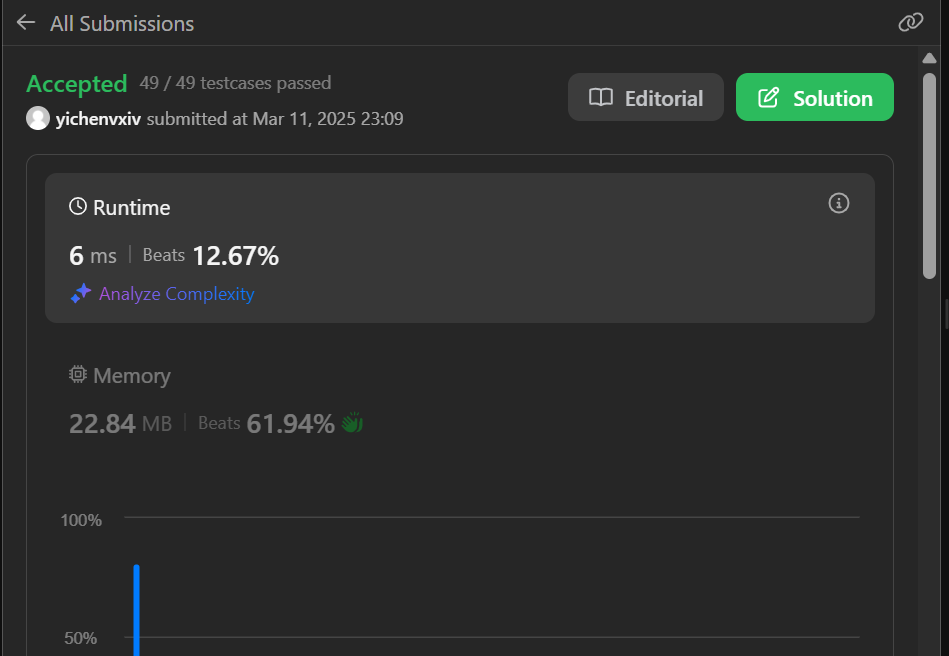 All Submissions
Accepted 49 / 49 testcases passed
yichenvxiv submitted at Mar 11, 2025 23:09
Editorial
Solution
Runtime
6 ms | Beats 12.67%
Analyze Complexity
Memory
22.84 MB | Beats 61.94%
100%
50%